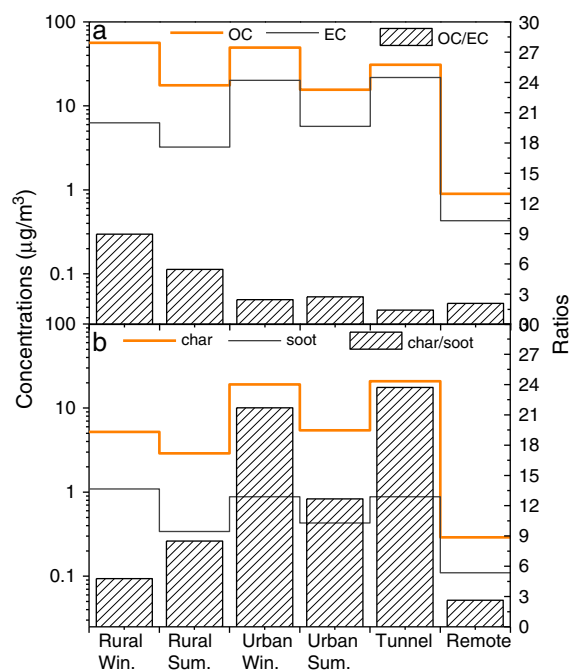 a
OC
EC
OC/EC
100
10
1
0.1
30
27
24
21
18
15
12
9
6
3
0
Concentrations (μg/m³)
Ratios
b
char
soot
char/soot
100
10
1
0.1
30
27
24
21
18
15
12
9
6
3
0
Rural Win.
Rural Sum.
Urban Win.
Urban Sum.
Tunnel
Remote